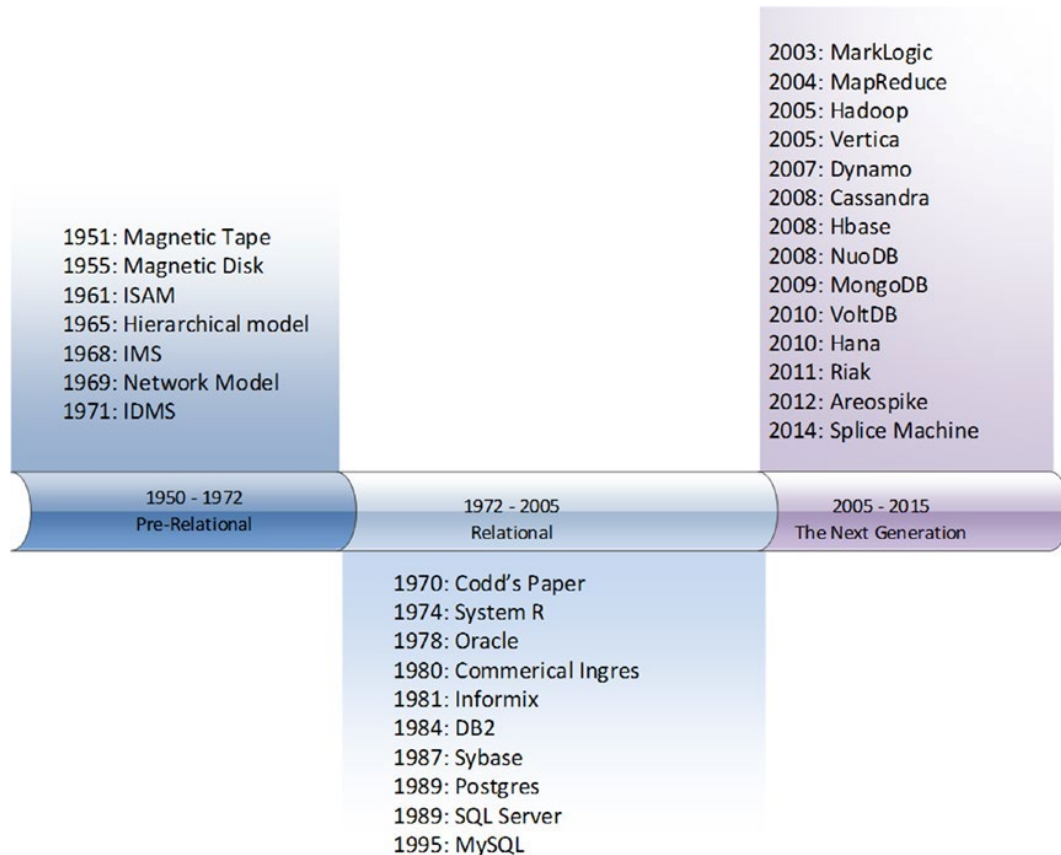 1951: Magnetic Tape
1955: Magnetic Disk
1961: ISAM
1965: Hierarchical model
1968: IMS
1969: Network Model
1971: IDMS
2003: MarkLogic
2004: MapReduce
2005: Hadoop
2005: Vertica
2007: Dynamo
2008: Cassandra
2008: Hbase
2008: NuoDB
2009: MongoDB
2010: VoltDB
2010: Hana
2011: Riak
2012: Areospike
2014: Splice Machine
1950 - 1972
Pre-Relational
1972 - 2005
Relational
2005 - 2015
The Next Generation
1970: Codd’s Paper
1974: System R
1978: Oracle
1980: Commerical Ingres
1981: Informix
1984: DB2
1987: Sybase
1989: Postgres
1989: SQL Server
1995: MySQL